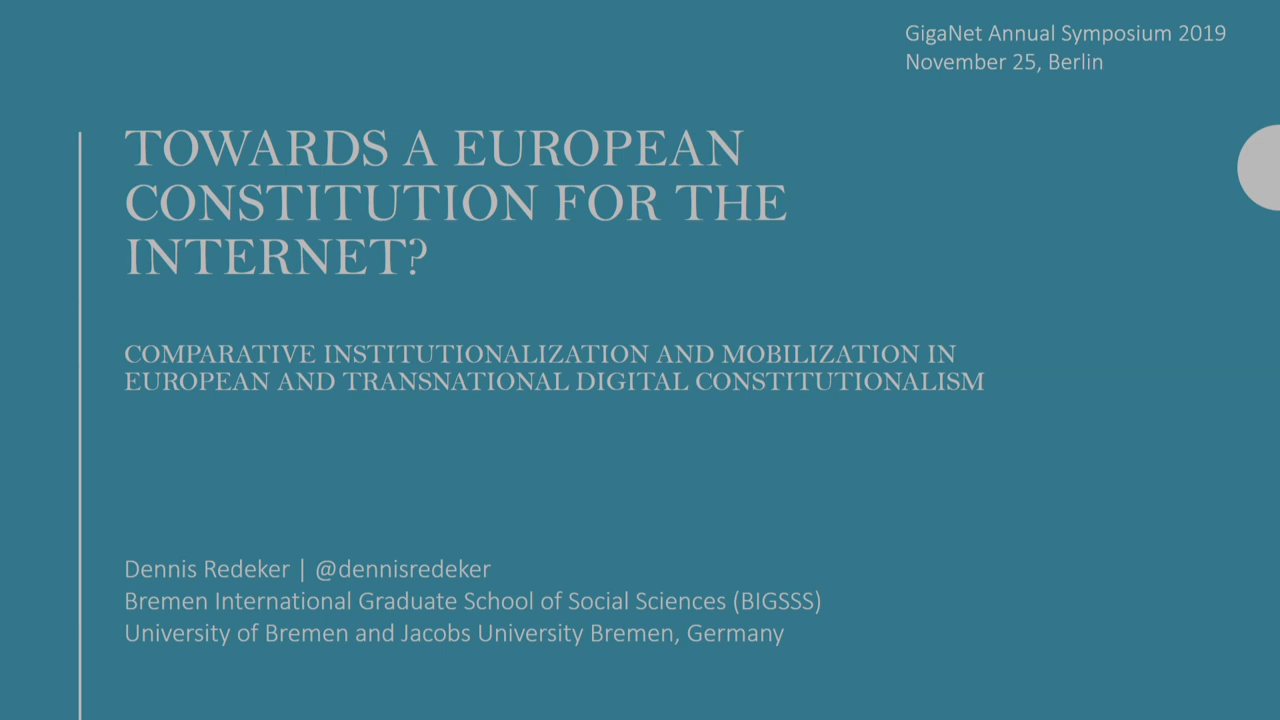 GigaNet Annual Symposium 2019
November 25, Berlin
TOWARDS A EUROPEAN
CONSTITUTION FOR THE
INTERNET?
COMPARATIVE INSTITUTIONALIZATION AND MOBILIZATION IN
EUROPEAN AND TRANSNATIONAL DIGITAL CONSTITUTIONALISM
Dennis Redeker | @dennisredeker
Bremen International Graduate School of Social Sciences (BIGSSS)
University of Bremen and Jacobs University Bremen, Germany